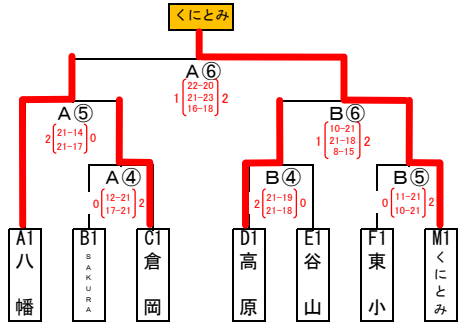 くにとみ
A⑥
22-20
1 21-23 2
16-18
A⑤
21-14
2 0
21-17
B⑥
10-21
1 21-18 2
8-15
A④
12-21
0 2
17-21
B④
21-19
2 0
21-18
B⑤
11-21
0 2
10-21
A1 B1 C1 D1 E1 F1 M1
八幡
SAKURA
倉岡
高原
谷山
東小
くにとみ